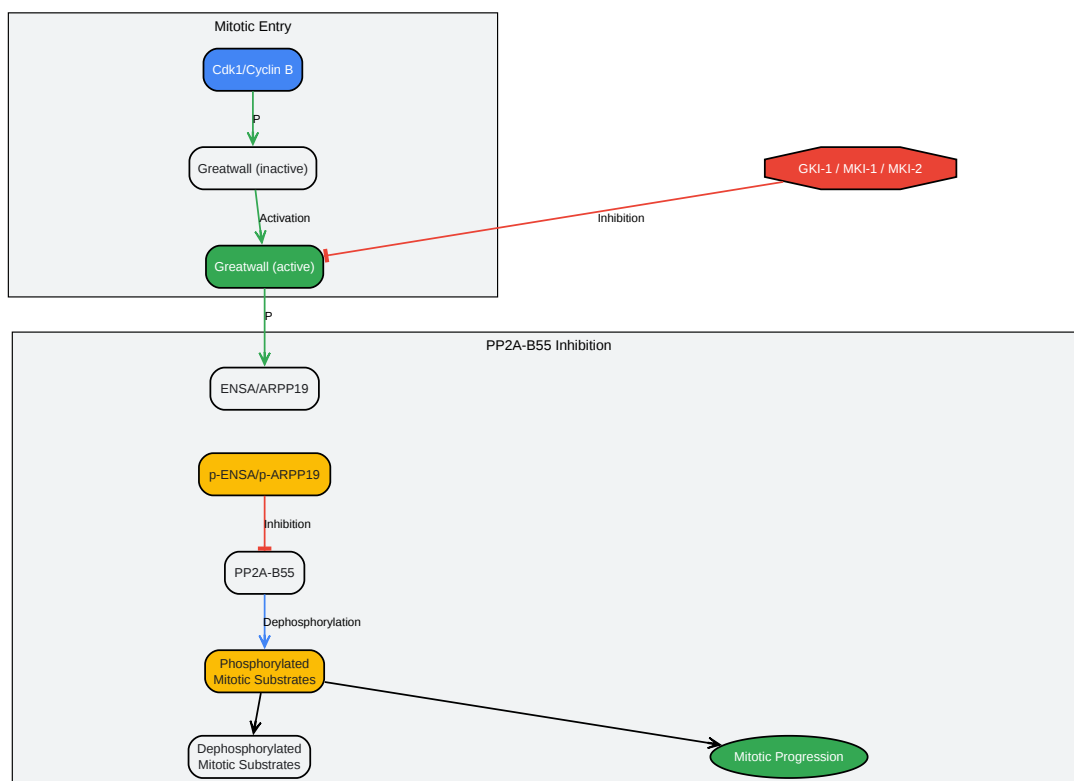 Mitotic Entry
Cdk1/Cyclin B
P
Greatwall (inactive)
GKI-1 / MKI-1 / MKI-2
Activation
Inhibition
Greatwall (active)
P
PP2A-B55 Inhibition
ENSA/ARPP19
p-ENSA/p-ARPP19
Inhibition
PP2A-B55
Dephosphorylation
Phosphorylated
Mitotic Substrates
Dephosphorylated
Mitotic Substrates
Mitotic Progression